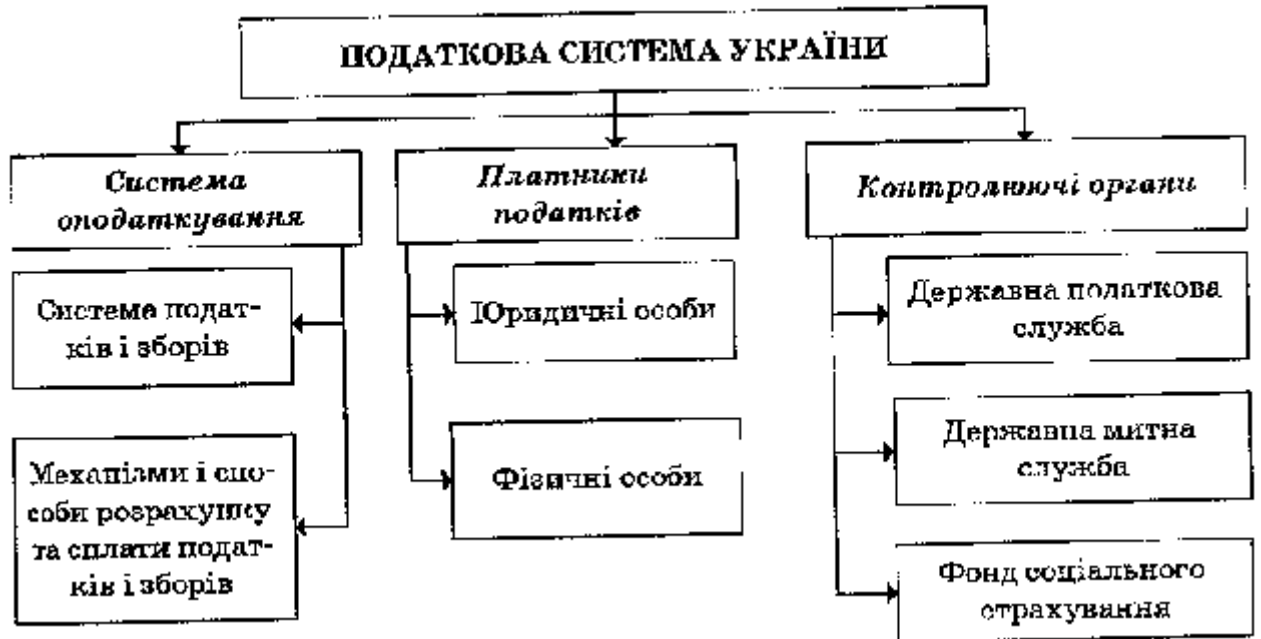 ПОДАТКОВА СИСТЕМА УКРАЇНИ
Система
оподаткування
Платники
податків
Контролюючі органи
Система подат-
ків і зборів
Механізми і спо-
соби розрахунку
та сплати подат-
ків і зборів
Юридичні особи
Фізичні особи
Державна податкова
служба
Державна митна
служба
Фонд соціального
страхування